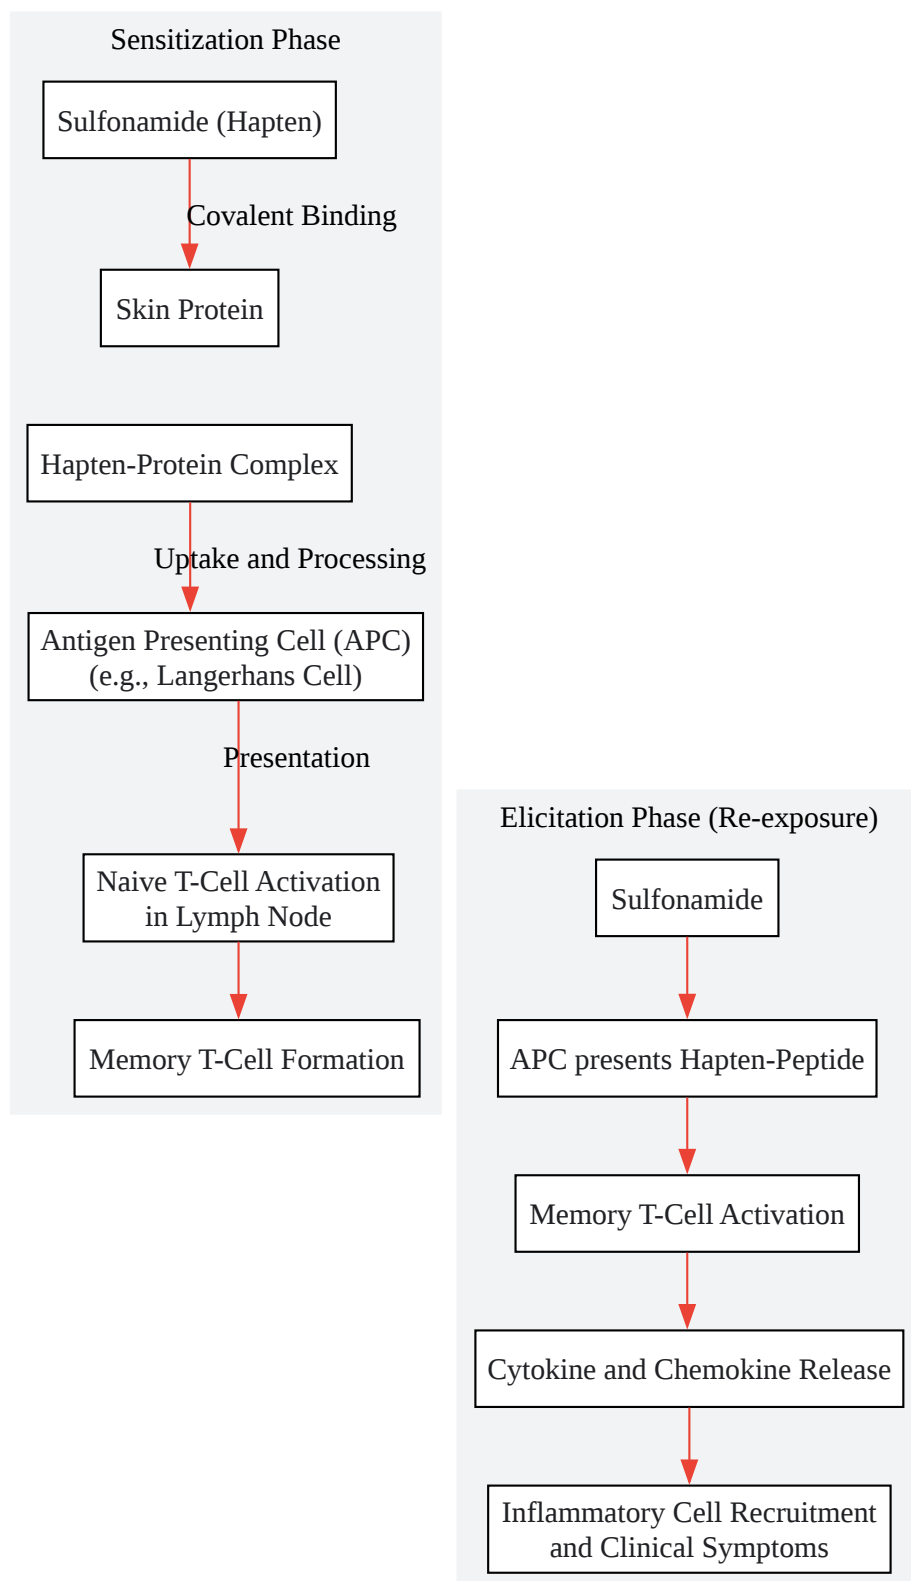 Sensitization Phase
Sulfonamide (Hapten)
Covalent Binding
Skin Protein
Hapten-Protein Complex
Uptake and Processing
Antigen Presenting Cell (APC)
(e.g., Langerhans Cell)
Presentation
Naive T-Cell Activation
in Lymph Node
Memory T-Cell Formation
Elicitation Phase (Re-exposure)
Sulfonamide
APC presents Hapten-Peptide
Memory T-Cell Activation
Cytokine and Chemokine Release
Inflammatory Cell Recruitment
and Clinical Symptoms